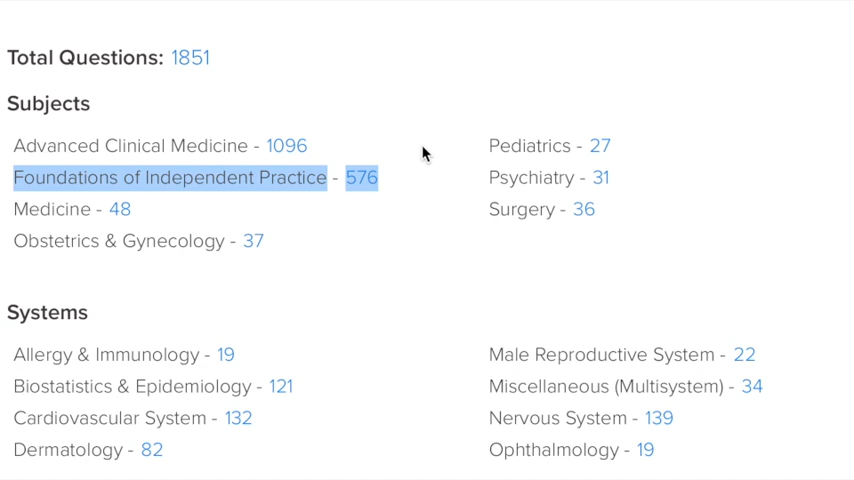 Total Questions: 1851
Subjects
Advanced Clinical Medicine - 1096
Foundations of Independent Practice - 576
Medicine - 48
Obstetrics & Gynecology - 37
Pediatrics - 27
Psychiatry - 31
Surgery - 36
Systems
Allergy & Immunology - 19
Biostatistics & Epidemiology - 121
Cardiovascular System - 132
Dermatology - 82
Male Reproductive System - 22
Miscellaneous (Multisystem) - 34
Nervous System - 139
Ophthalmology - 19